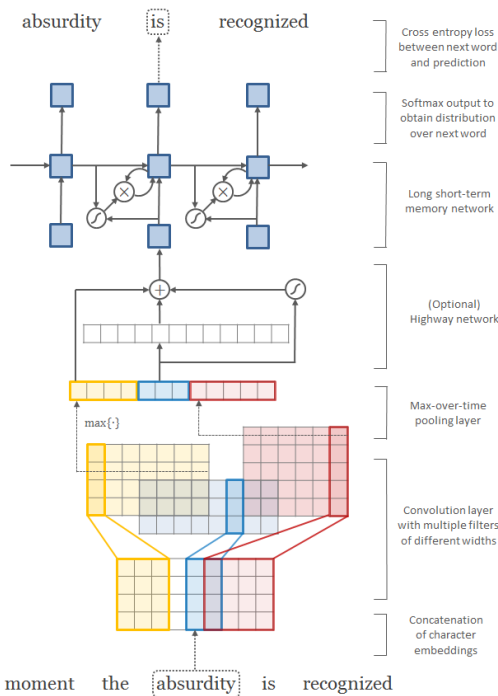 absurdity is recognized
Cross entropy loss
between next word
and prediction
Softmax output to
obtain distribution
over next word
Long short-term
memory network
(Optional)
Highway network
+
max{·}
Max-over-time
pooling layer
Convolution layer
with multiple filters
of different widths
Concatenation
of character
embeddings
moment the absurdity is recognized